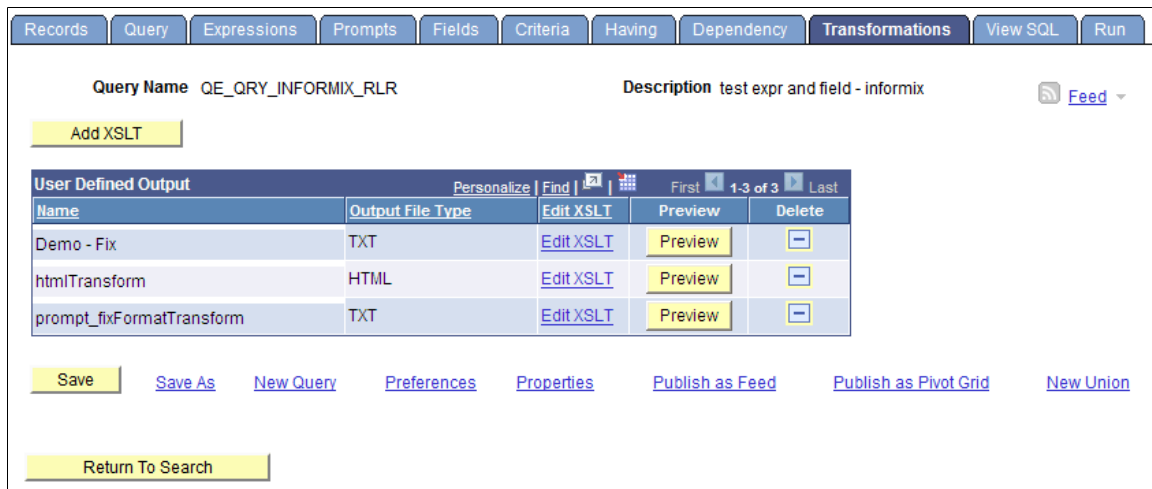 Records Query Expressions Prompts Fields Criteria Having Dependency Transformations View SQL Run
Query Name QE_QRY_INFORMIX_RLR Description test expr and field - informix Feed
Add XSLT
User Defined Output Personalize | Find | | First 1-3 of 3 Last
Name Output File Type Edit XSLT Preview Delete
Demo - Fix TXT Edit XSLT Preview
htmlTransform HTML Edit XSLT Preview
prompt_fixFormatTransform TXT Edit XSLT Preview
Save Save As New Query Preferences Properties Publish as Feed Publish as Pivot Grid New Union
Return To Search